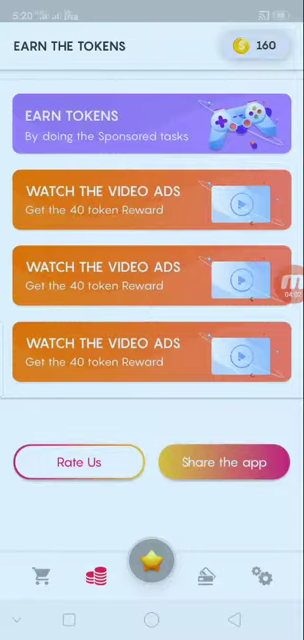 5:20
EARN THE TOKENS
160
EARN TOKENS
By doing the Sponsored tasks
WATCH THE VIDEO ADS
Get the 40 token Reward
WATCH THE VIDEO ADS
Get the 40 token Reward
WATCH THE VIDEO ADS
Get the 40 token Reward
Rate Us
Share the app